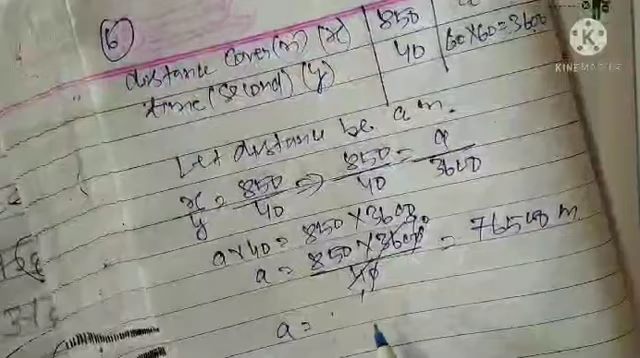 6
distance cover(m) (x) 850 a
time (second) (y) 40 60×60=3600
KINEMASTER
Let distance be a m.
x/y = 850/40 ⇒ 850/40 = a/3600
a×40 = 850×3600
a = 850×3600/40 = 76500 m
a =